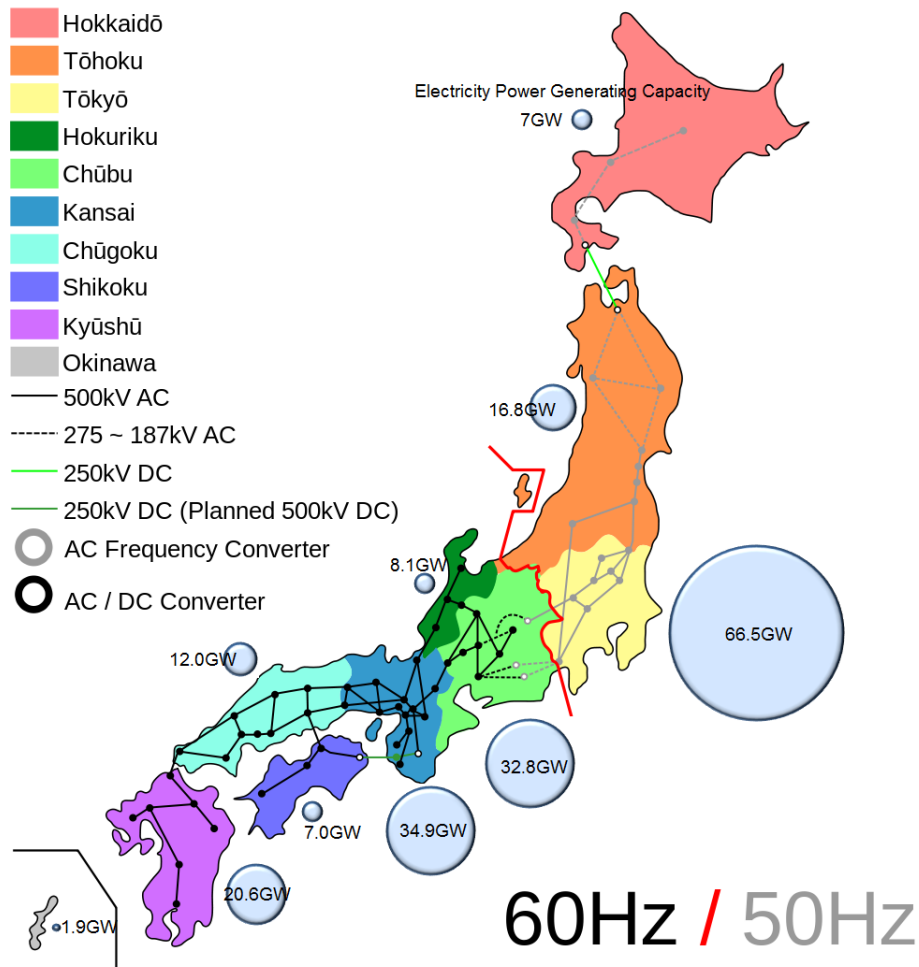 Hokkaidō
Tōhoku
Tōkyō
Hokuriku
Chūbu
Kansai
Chūgoku
Shikoku
Kyūshū
Okinawa
500kV AC
275 ~ 187kV AC
250kV DC
250kV DC (Planned 500kV DC)
AC Frequency Converter
AC / DC Converter
Electricity Power Generating Capacity
7GW
16.8GW
8.1GW
66.5GW
12.0GW
32.8GW
7.0GW
34.9GW
20.6GW
1.9GW
60Hz / 50Hz